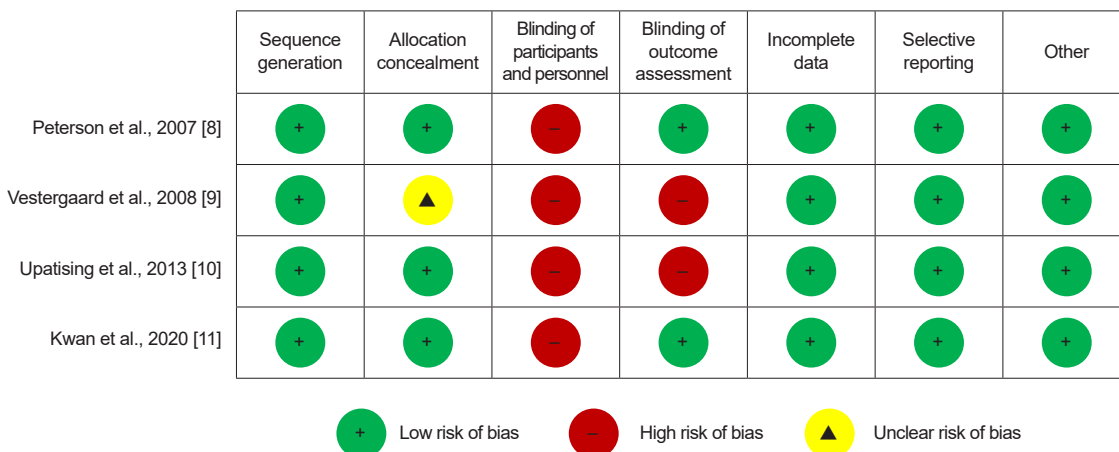 Sequence
generation
Allocation
concealment
Blinding of
participants
and personnel
Blinding of
outcome
assessment
Incomplete
data
Selective
reporting
Other
Peterson et al., 2007 [8] + + – + + + +
Vestergaard et al., 2008 [9] + ▲ – – + + +
Upatising et al., 2013 [10] + + – – + + +
Kwan et al., 2020 [11] + + – + + + +
+ Low risk of bias – High risk of bias ▲ Unclear risk of bias